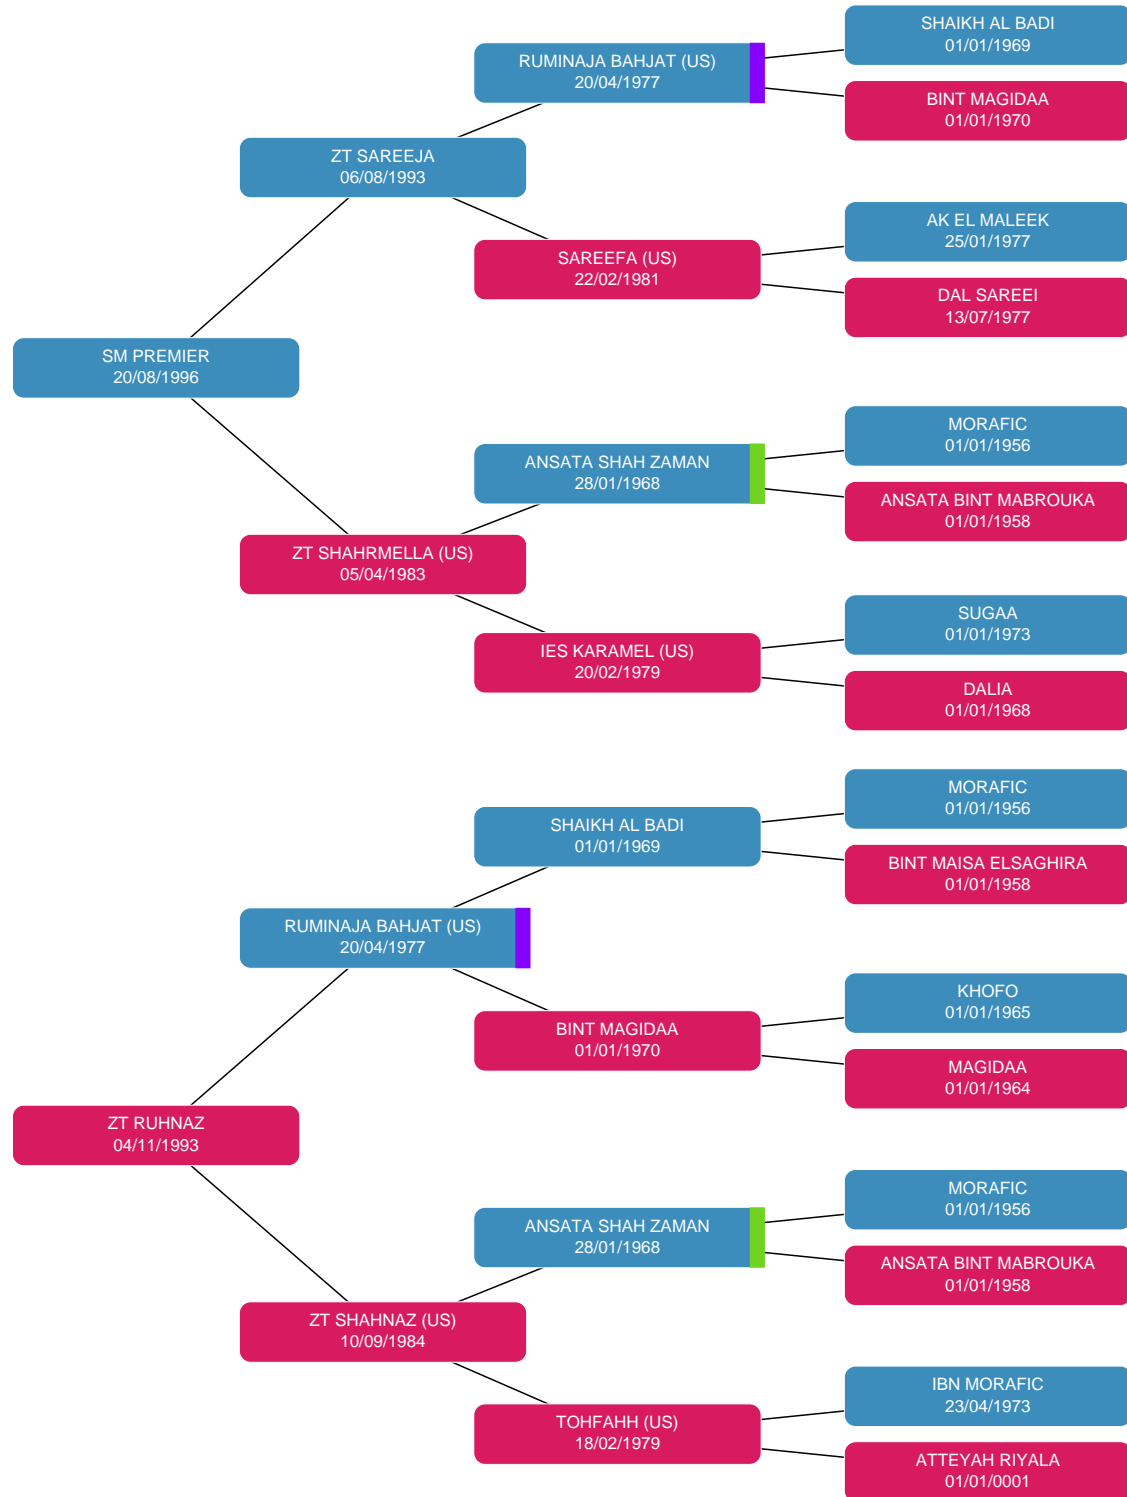 SHAIKH AL BADI
01/01/1969
RUMINAJA BAHJAT (US)
20/04/1977
BINT MAGIDAA
01/01/1970
ZT SAREEJA
06/08/1993
AK EL MALEEK
25/01/1977
SAREEFA (US)
22/02/1981
DAL SAREEI
13/07/1977
SM PREMIER
20/08/1996
MORAFIC
01/01/1956
ANSATA SHAH ZAMAN
28/01/1968
ANSATA BINT MABROUKA
01/01/1958
ZT SHAHRMELLA (US)
05/04/1983
SUGAA
01/01/1973
IES KARAMEL (US)
20/02/1979
DALIA
01/01/1968
MORAFIC
01/01/1956
SHAIKH AL BADI
01/01/1969
BINT MAISA ELSAGHIRA
01/01/1958
RUMINAJA BAHJAT (US)
20/04/1977
KHOFO
01/01/1965
BINT MAGIDAA
01/01/1970
MAGIDAA
01/01/1964
ZT RUHNAZ
04/11/1993
MORAFIC
01/01/1956
ANSATA SHAH ZAMAN
28/01/1968
ANSATA BINT MABROUKA
01/01/1958
ZT SHAHNAZ (US)
10/09/1984
IBN MORAFIC
23/04/1973
TOHFAHH (US)
18/02/1979
ATTEYAH RIYALA
01/01/0001